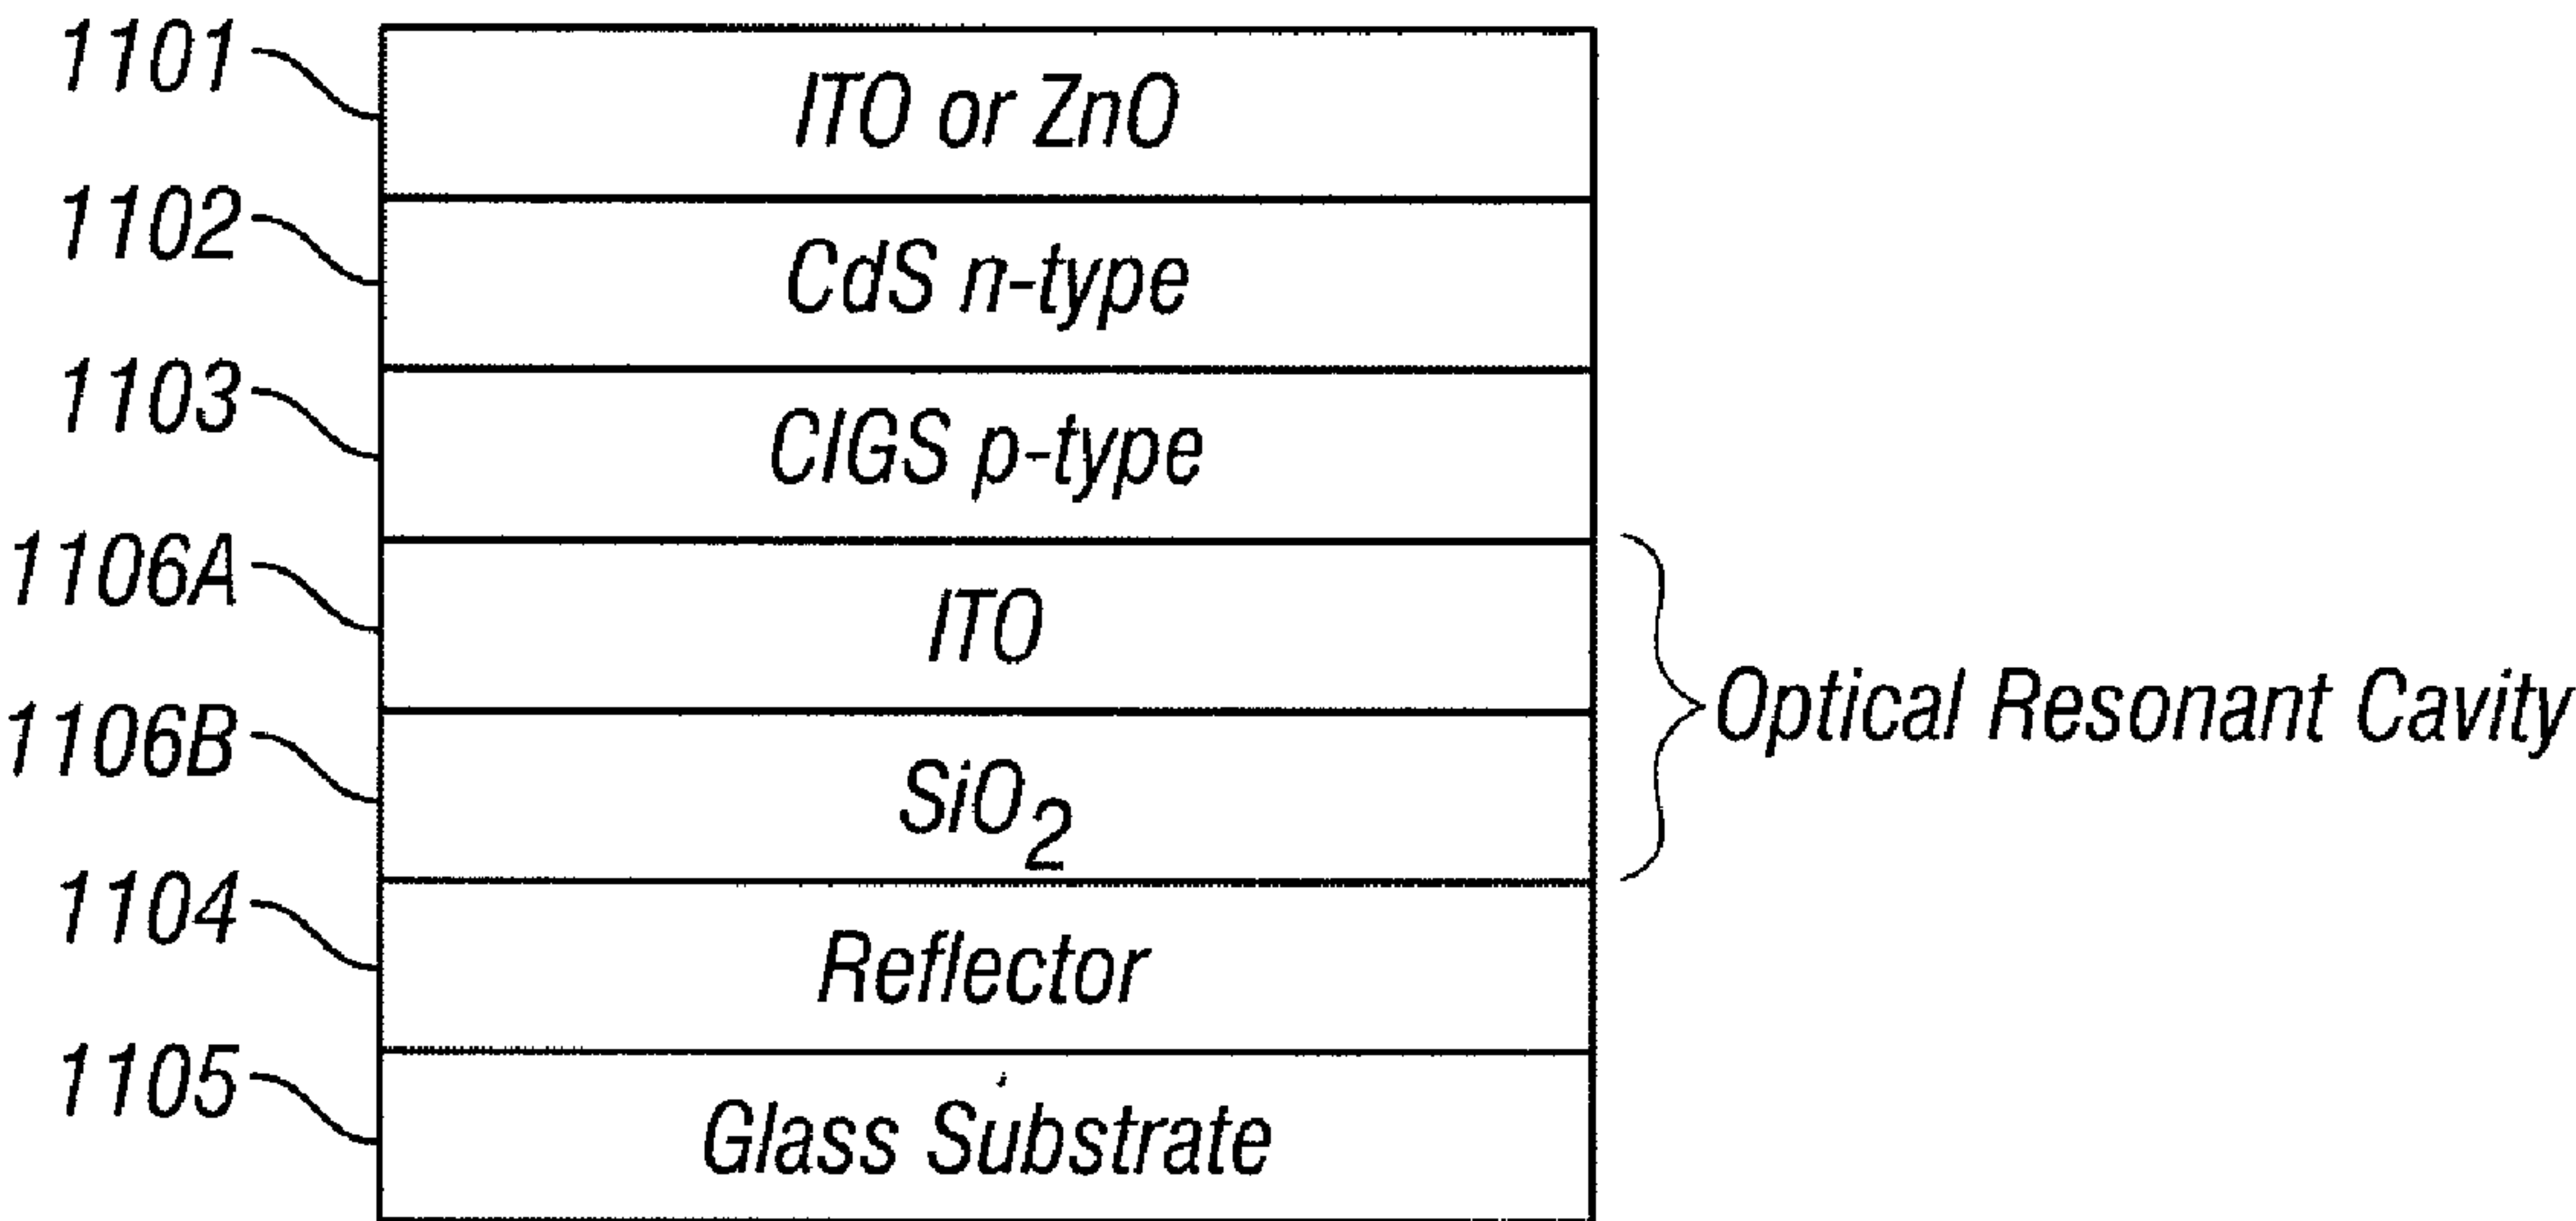 1101
ITO or ZnO
1102
CdS n-type
1103
CIGS p-type
1106A
ITO
1106B
SiO2
Optical Resonant Cavity
1104
Reflector
1105
Glass Substrate